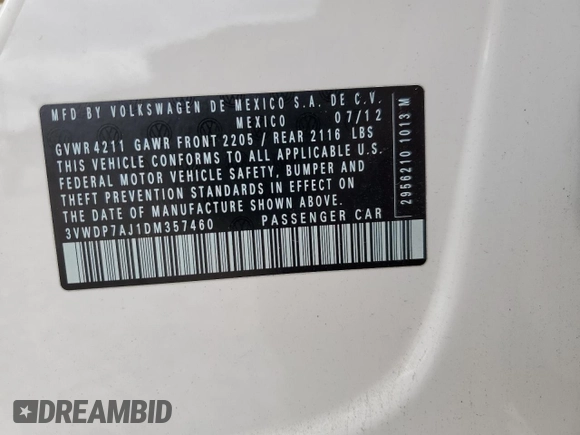 MFD BY VOLKSWAGEN DE MEXICO S.A. DE C.V.
MEXICO 07/12
GVWR 4211 GAWR FRONT 2205 / REAR 2116 LBS
THIS VEHICLE CONFORMS TO ALL APPLICABLE U.S.
FEDERAL MOTOR VEHICLE SAFETY, BUMPER AND
THEFT PREVENTION STANDARDS IN EFFECT ON
THE DATE OF MANUFACTURE SHOWN ABOVE.
3VWDP7AJ1DM357460 PASSENGER CAR
2956210 1013 M
DREAMBID